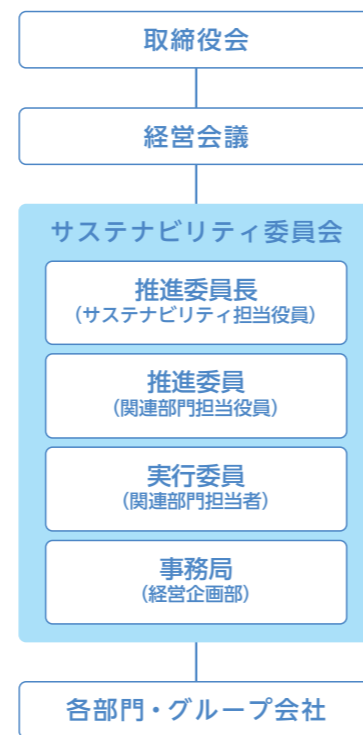 取締役会
経営会議
サステナビリティ委員会
推進委員長
(サステナビリティ担当役員)
推進委員
(関連部門担当役員)
実行委員
(関連部門担当者)
事務局
(経営企画部)
各部門・グループ会社